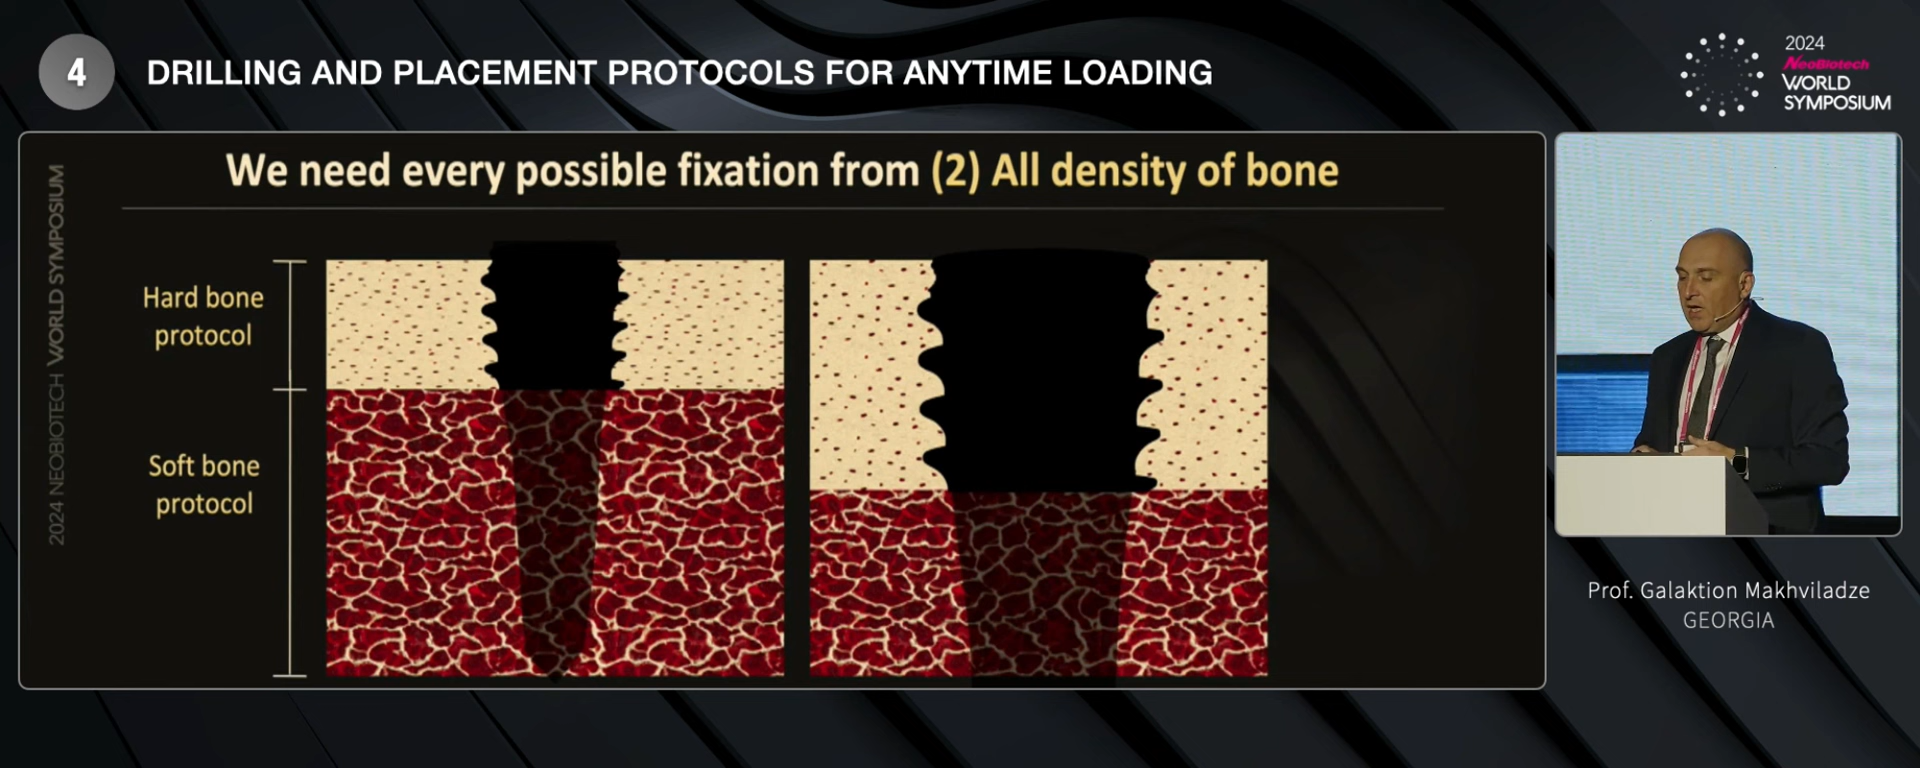 4
DRILLING AND PLACEMENT PROTOCOLS FOR ANYTIME LOADING
2024
NeoBiotech
WORLD
SYMPOSIUM
2024 NEOBIOTECH WORLD SYMPOSIUM
We need every possible fixation from (2) All density of bone
Hard bone
protocol
Soft bone
protocol
Prof. Galaktion Makhviladze
GEORGIA